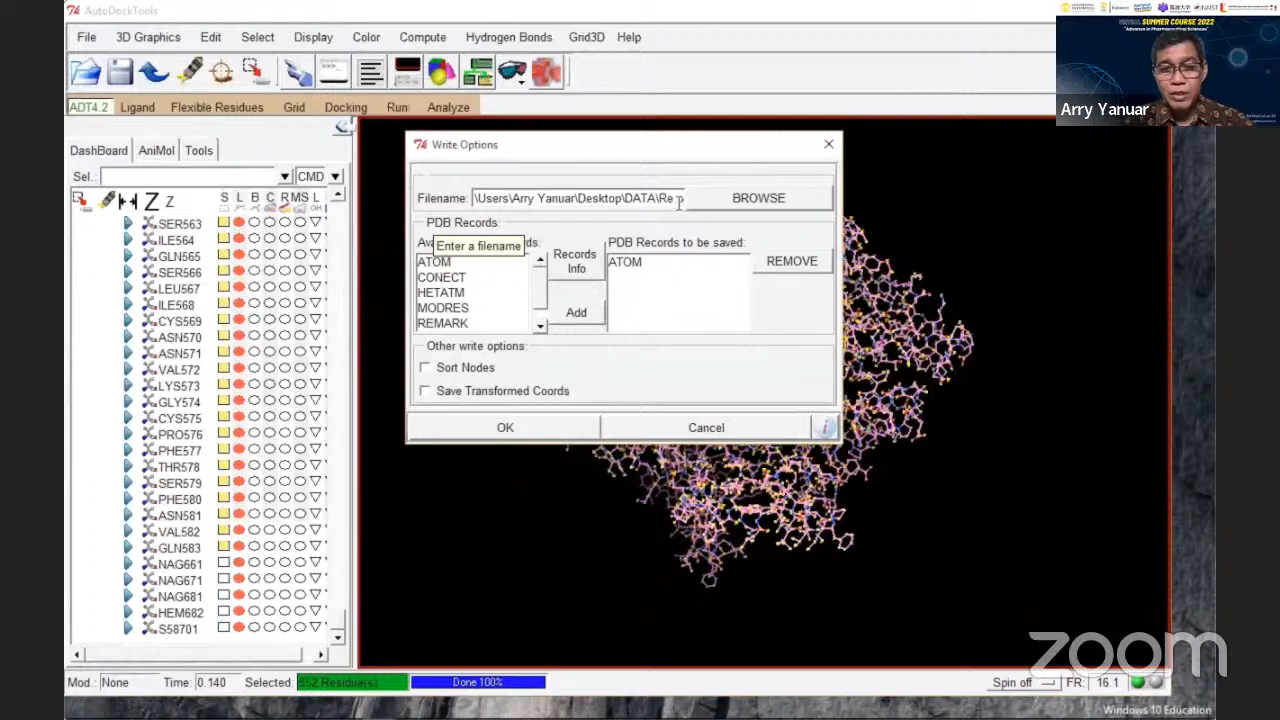 AutoDockTools
File 3D Graphics Edit Select Display Color Compute Hydrogen Bonds Grid3D Help
ADT4.2 Ligand Flexible Residues Grid Docking Run Analyze
DashBoard AniMol Tools
Sel.: CMD
Z Z S L B C R MS L
SER563
ILE564
GLN565
SER566
LEU567
ILE568
CYS569
ASN570
ASN571
VAL572
LYS573
GLY574
CYS575
PRO576
PHE577
THR578
SER579
PHE580
ASN581
VAL582
GLN583
NAG661
NAG671
NAG681
HEM682
S58701
Write Options
Filename: \Users\Arry Yanuar\Desktop\DATA\Re BROWSE
PDB Records:
Enter a filename
PDB Records to be saved:
ATOM
CONECT
HETATM
MODRES
REMARK
Records
Info
Add
ATOM
REMOVE
Other write options:
Sort Nodes
Save Transformed Coords
OK Cancel
Mod.: None Time: 0.140 Selected: 552 Residue(s) Done 100% Spin off FR: 16.1
SUMMER COURSE 2022
"Advance in Pharmaceutical Sciences"
Arry Yanuar
zoom
Windows 10 Education